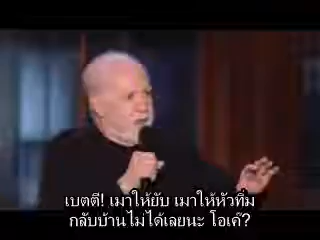 เบตตี! เมาให้ยับ เมาให้หัวทิ่ม
กลับบ้านไม่ได้เลยนะ โอเค๊?